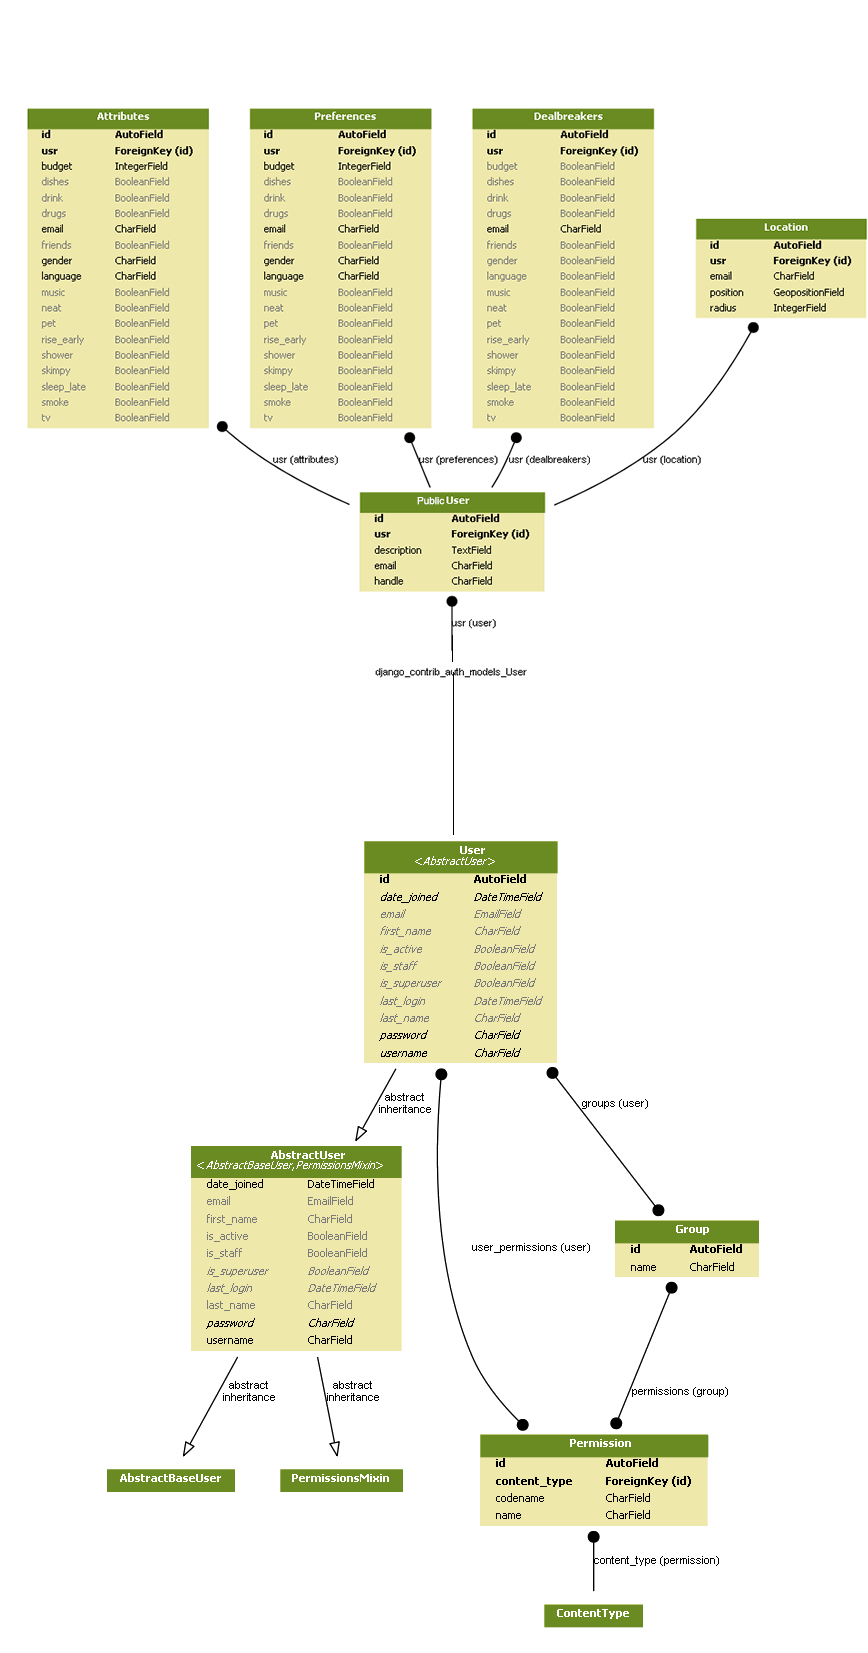 Attributes
id AutoField
usr ForeignKey (id)
budget IntegerField
dishes BooleanField
drink BooleanField
drugs BooleanField
email CharField
friends BooleanField
gender CharField
language CharField
music BooleanField
neat BooleanField
pet BooleanField
rise_early BooleanField
shower BooleanField
skimpy BooleanField
sleep_late BooleanField
smoke BooleanField
tv BooleanField
Preferences
id AutoField
usr ForeignKey (id)
budget IntegerField
dishes BooleanField
drink BooleanField
drugs BooleanField
email CharField
friends BooleanField
gender CharField
language CharField
music BooleanField
neat BooleanField
pet BooleanField
rise_early BooleanField
shower BooleanField
skimpy BooleanField
sleep_late BooleanField
smoke BooleanField
tv BooleanField
Dealbreakers
id AutoField
usr ForeignKey (id)
budget BooleanField
dishes BooleanField
drink BooleanField
drugs BooleanField
email CharField
friends BooleanField
gender BooleanField
language BooleanField
music BooleanField
neat BooleanField
pet BooleanField
rise_early BooleanField
shower BooleanField
skimpy BooleanField
sleep_late BooleanField
smoke BooleanField
tv BooleanField
Location
id AutoField
usr ForeignKey (id)
email CharField
position GeopositionField
radius IntegerField
usr (attributes)
usr (preferences)
usr (dealbreakers)
usr (location)
Public User
id AutoField
usr ForeignKey (id)
description TextField
email CharField
handle CharField
usr (user)
django_contrib_auth_models_User
User
<AbstractUser>
id AutoField
date_joined DateTimeField
email EmailField
first_name CharField
is_active BooleanField
is_staff BooleanField
is_superuser BooleanField
last_login DateTimeField
last_name CharField
password CharField
username CharField
abstract
inheritance
groups (user)
AbstractUser
<AbstractBaseUser,PermissionsMixin>
date_joined DateTimeField
email EmailField
first_name CharField
is_active BooleanField
is_staff BooleanField
is_superuser BooleanField
last_login DateTimeField
last_name CharField
password CharField
username CharField
user_permissions (user)
Group
id AutoField
name CharField
abstract
inheritance
abstract
inheritance
permissions (group)
AbstractBaseUser
PermissionsMixin
Permission
id AutoField
content_type ForeignKey (id)
codename CharField
name CharField
content_type (permission)
ContentType